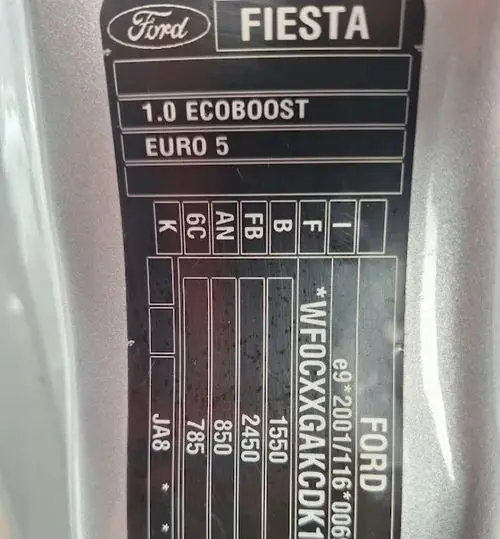 Ford FIESTA
1.0 ECOBOOST
EURO 5
FORD
I e9*2001/116*006
F *WF0CXXGAKCDK1
B 1550
FB 2450
AN 850
6C 785
K JA8 * *